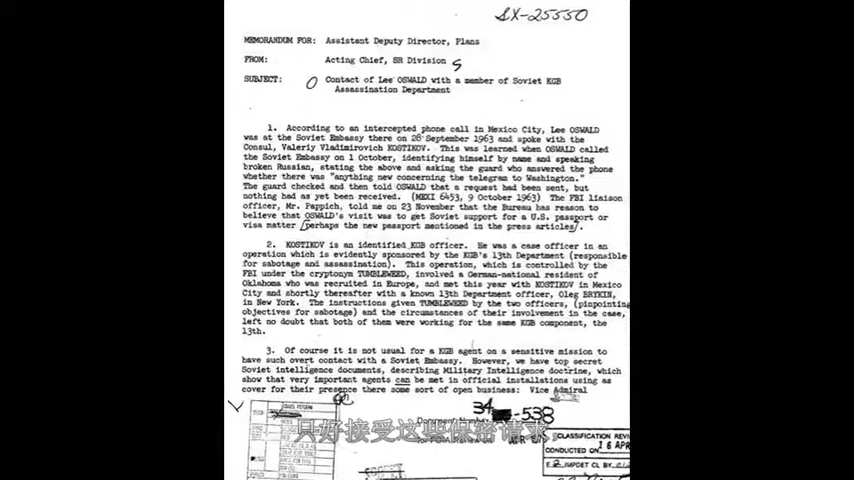 SX-25550
MEMORANDUM FOR: Assistant Deputy Director, Plans
FROM: Acting Chief, SR Division
SUBJECT: Contact of Lee OSWALD with a member of Soviet KGB
Assassination Department
1. According to an intercepted phone call in Mexico City, Lee OSWALD
was at the Soviet Embassy there on 28 September 1963 and spoke with the
Consul, Valeriy Vladimirovich KOSTIKOV. This was learned when OSWALD called
the Soviet Embassy on 1 October, identifying himself by name and speaking
broken Russian, stating the above and asking the guard who answered the phone
whether there was "anything new concerning the telegram to Washington."
The guard checked and then told OSWALD that a request had been sent, but
nothing had as yet been received. (MEXI 6453, 9 October 1963) The FBI liaison
officer, Mr. Pappich, told me on 23 November that the Bureau has reason to
believe that OSWALD's visit was to get Soviet support for a U.S. passport or
visa matter [perhaps the new passport mentioned in the press articles].
2. KOSTIKOV is an identified KGB officer. He was a case officer in an
operation which is evidently sponsored by the KGB's 13th Department (responsible
for sabotage and assassination). This operation, which is controlled by the
FBI under the cryptonym TUMBLEWEED, involved a German-national resident of
Oklahoma who was recruited in Europe, and met this year with KOSTIKOV in Mexico
City and shortly thereafter with a known 13th Department officer, Oleg BRYKIN,
in New York. The instructions given TUMBLEWEED by the two officers, (pinpointing
objectives for sabotage) and the circumstances of their involvement in the case,
left no doubt that both of them were working for the same KGB component, the
13th.
3. Of course it is not usual for a KGB agent on a sensitive mission to
have such overt contact with a Soviet Embassy. However, we have top secret
Soviet intelligence documents, describing Military Intelligence doctrine, which
show that very important agents can be met in official installations using as
cover for their presence there some sort of open business: Vice Admiral
34
-538
只好接受这些保密请求
CLASSIFICATION REVI
CONDUCTED ON 16 APR
E 2 IMPDET CL BY
SECRET